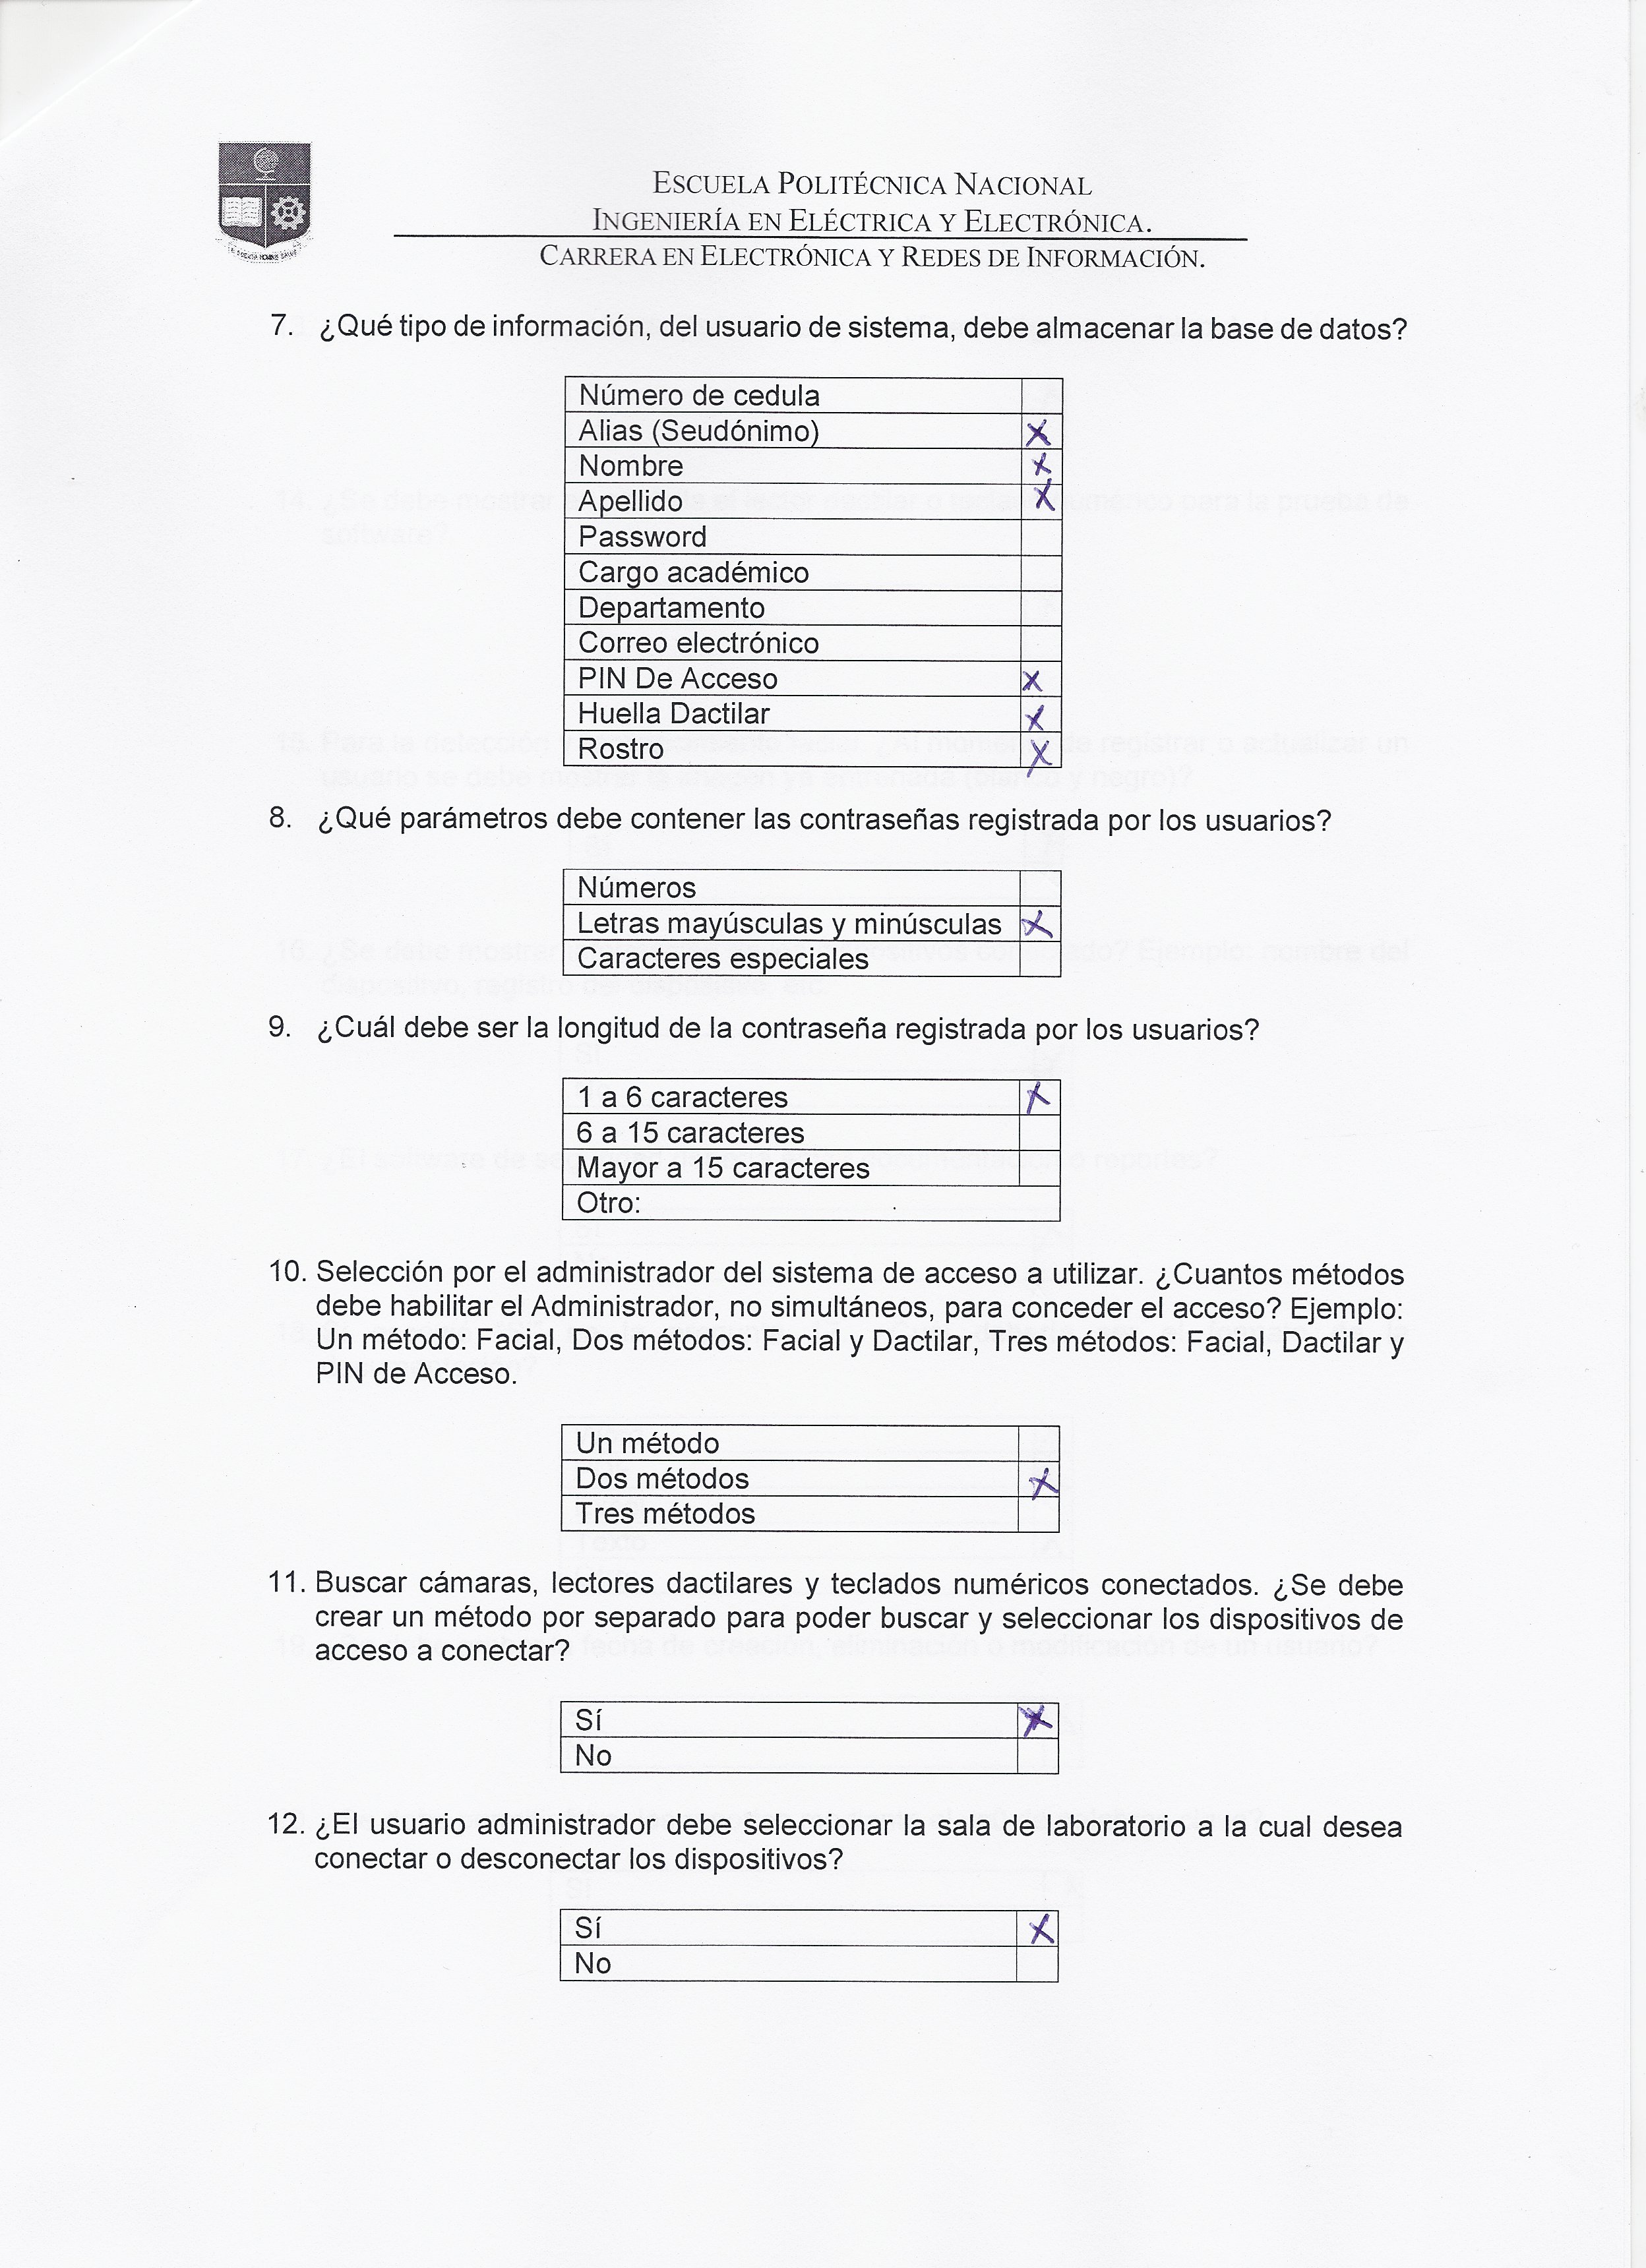 ESCUELA POLITÉCNICA NACIONAL
INGENIERÍA EN ELÉCTRICA Y ELECTRÓNICA.
CARRERA EN ELECTRÓNICA Y REDES DE INFORMACIÓN.
7. ¿Qué tipo de información, del usuario de sistema, debe almacenar la base de datos?
Número de cedula
Alias (Seudónimo) X
Nombre X
Apellido X
Password
Cargo académico
Departamento
Correo electrónico
PIN De Acceso X
Huella Dactilar X
Rostro X
8. ¿Qué parámetros debe contener las contraseñas registrada por los usuarios?
Números
Letras mayúsculas y minúsculas X
Caracteres especiales
9. ¿Cuál debe ser la longitud de la contraseña registrada por los usuarios?
1 a 6 caracteres X
6 a 15 caracteres
Mayor a 15 caracteres
Otro:
10. Selección por el administrador del sistema de acceso a utilizar. ¿Cuantos métodos
debe habilitar el Administrador, no simultáneos, para conceder el acceso? Ejemplo:
Un método: Facial, Dos métodos: Facial y Dactilar, Tres métodos: Facial, Dactilar y
PIN de Acceso.
Un método
Dos métodos X
Tres métodos
11. Buscar cámaras, lectores dactilares y teclados numéricos conectados. ¿Se debe
crear un método por separado para poder buscar y seleccionar los dispositivos de
acceso a conectar?
Sí X
No
12. ¿El usuario administrador debe seleccionar la sala de laboratorio a la cual desea
conectar o desconectar los dispositivos?
Sí X
No